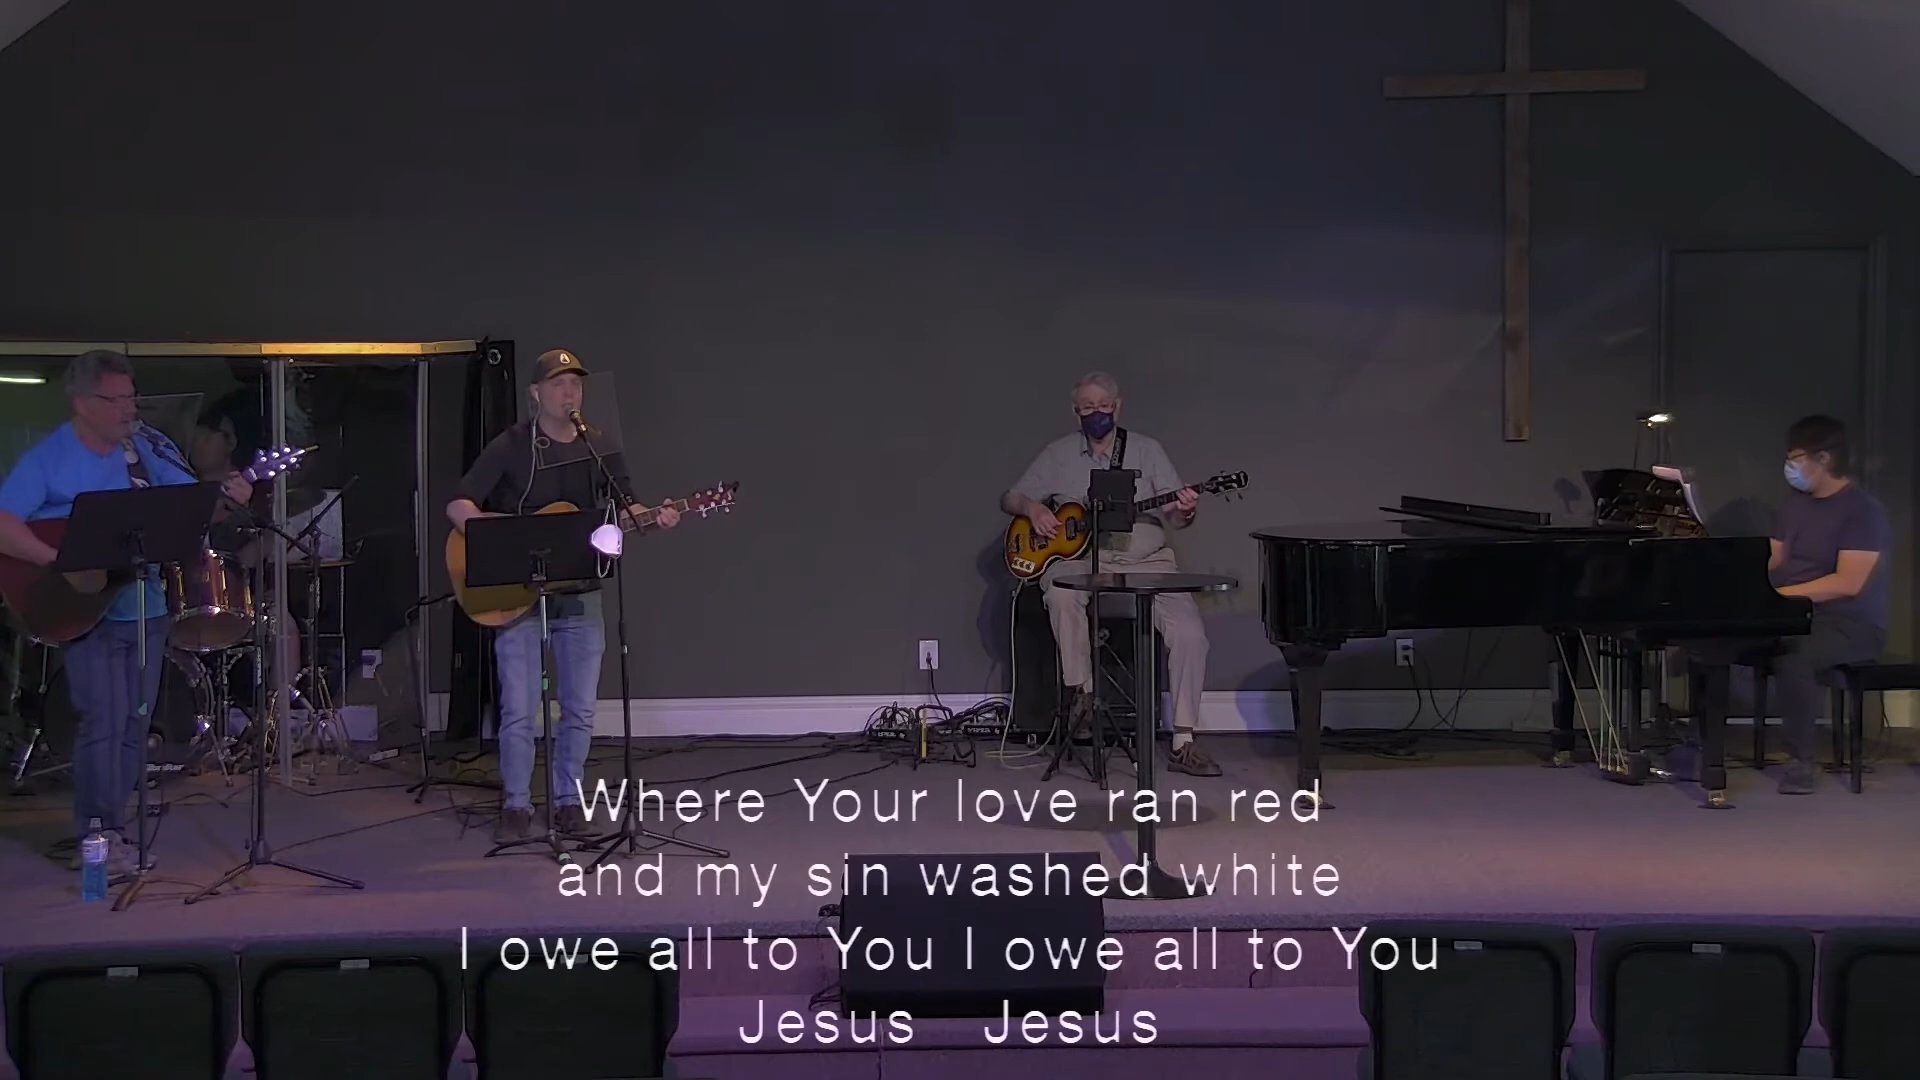 Where Your love ran red
and my sin washed white
I owe all to You I owe all to You
Jesus Jesus